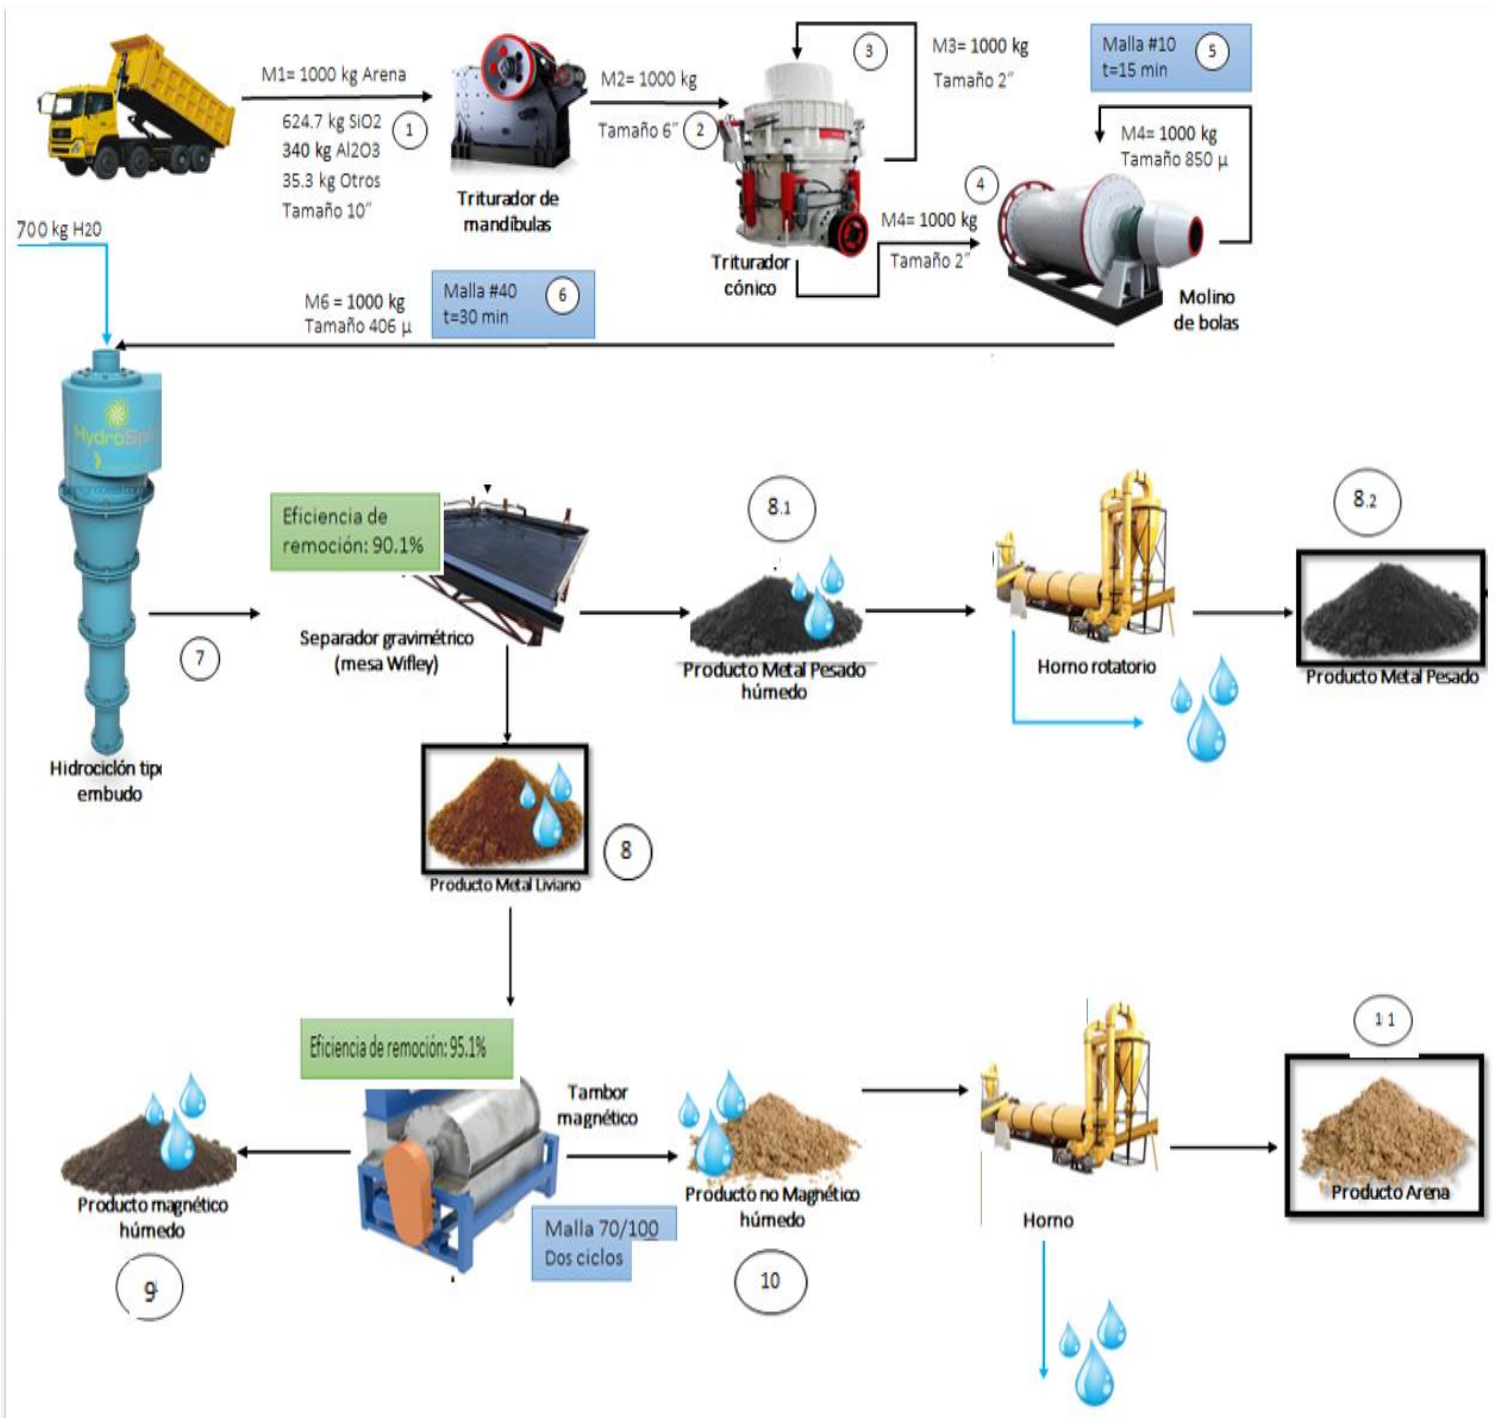 M1= 1000 kg Arena
624.7 kg SiO2
340 kg Al2O3
35.3 kg Otros
Tamaño 10″
1
Triturador de
mandíbulas
M2= 1000 kg
Tamaño 6″
2
3
M3= 1000 kg
Tamaño 2″
Triturador
cónico
4
M4= 1000 kg
Tamaño 2″
Malla #10
t=15 min
5
M4= 1000 kg
Tamaño 850 µ
Molino
de bolas
700 kg H2O
M6 = 1000 kg
Tamaño 406 µ
Malla #40
t=30 min
6
Hidrociclón tipo
embudo
7
Eficiencia de
remoción: 90.1%
Separador gravimétrico
(mesa Wifley)
8.1
Producto Metal Pesado
húmedo
Horno rotatorio
8.2
Producto Metal Pesado
Producto Metal Liviano
8
Eficiencia de remoción: 95.1%
Tambor
magnético
Malla 70/100
Dos ciclos
Producto magnético
húmedo
9
Producto no Magnético
húmedo
10
Horno
11
Producto Arena